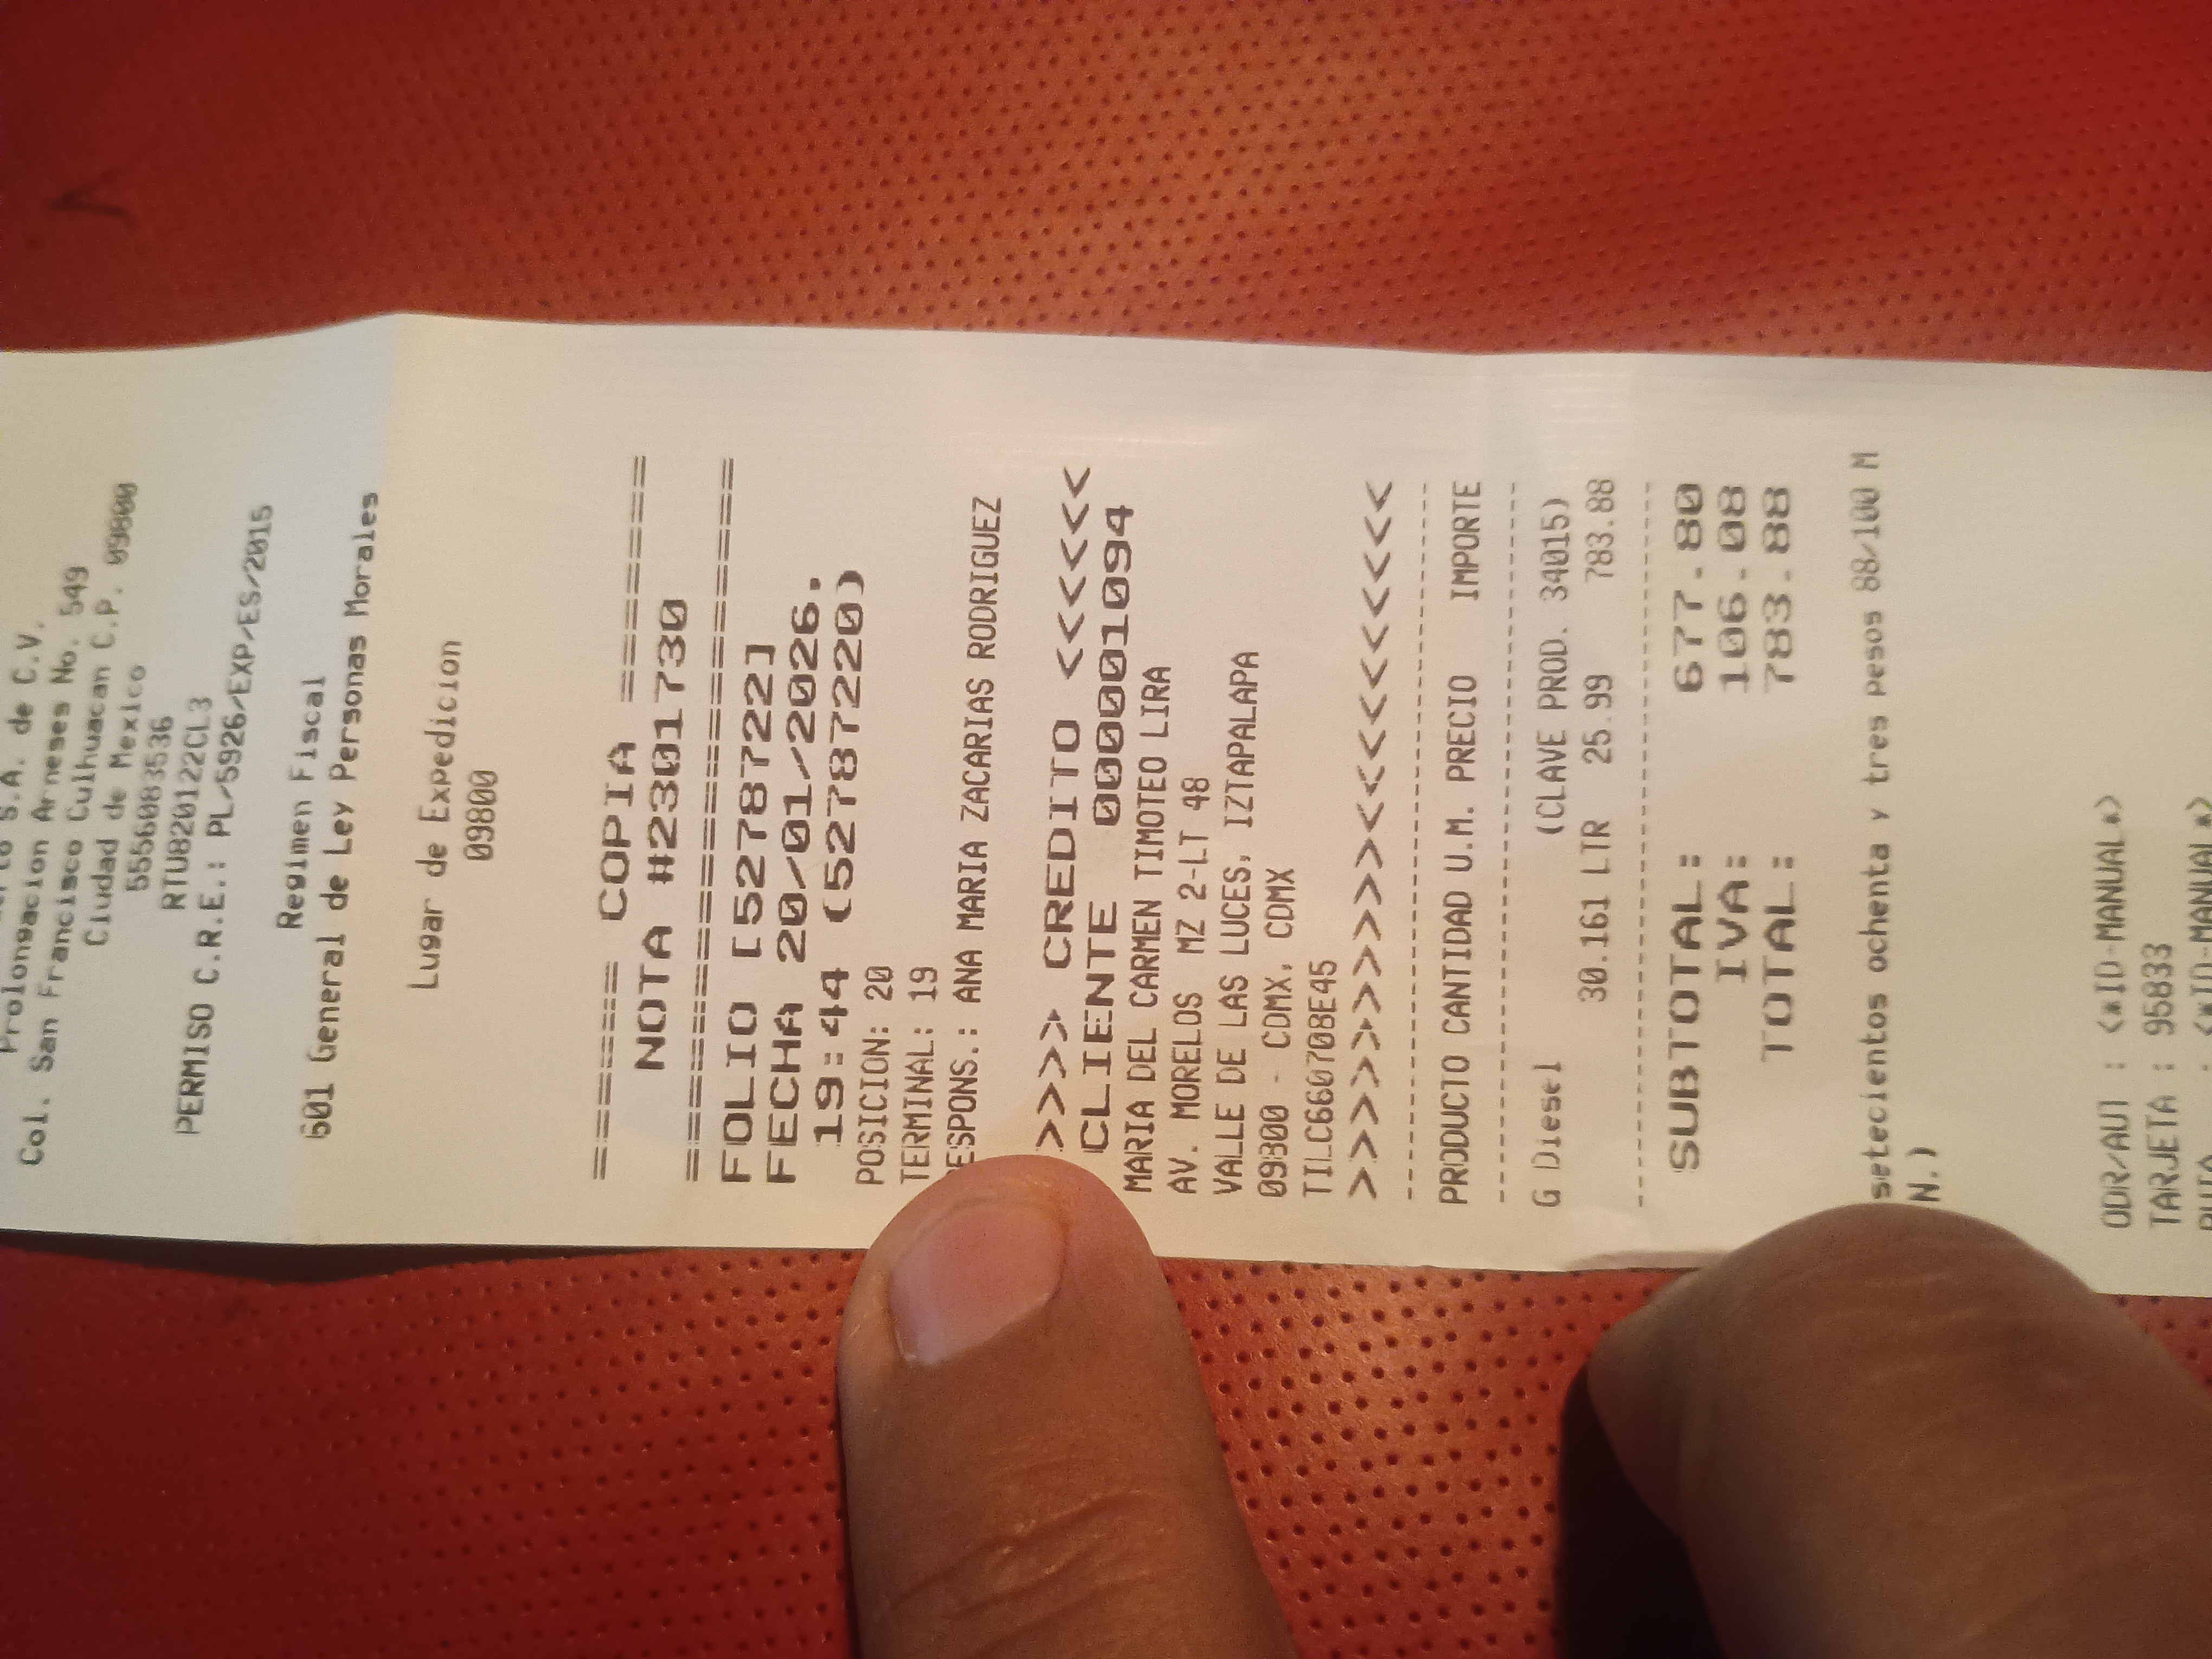 S.A. de C.V.
Prolongacion Arneses No. 549
Col. San Francisco Culhuacan C.P. 09800
Ciudad de Mexico
5556083536
RTU820122CL3
PERMISO C.R.E.: PL/5926/EXP/ES/2015
Regimen Fiscal
601 General de Ley Personas Morales
Lugar de Expedicion
09800
====== COPIA ======
NOTA #2301730
==================
FOLIO [5278722]
FECHA 20/01/2026,
19:44 (52787220)
POSICION: 20
TERMINAL: 19
ESPONS.: ANA MARIA ZACARIAS RODRIGUEZ
>>>> CREDITO <<<<<
CLIENTE 0000001094
MARIA DEL CARMEN TIMOTEO LIRA
AV. MORELOS MZ 2-LT 48
VALLE DE LAS LUCES, IZTAPALAPA
09300 - CDMX, CDMX
TILC660708E45
>>>>>>>>><<<<<<<<<
PRODUCTO CANTIDAD U.M. PRECIO IMPORTE
G Diesel (CLAVE PROD. 34015)
30.161 LTR 25.99 783.88
SUBTOTAL: 677.80
IVA: 106.08
TOTAL: 783.88
setecientos ochenta y tres pesos 88/100 M
N.)
ODR/AUT : <*ID-MANUAL*>
TARJETA : 95833
: <*ID-MANUAL*>